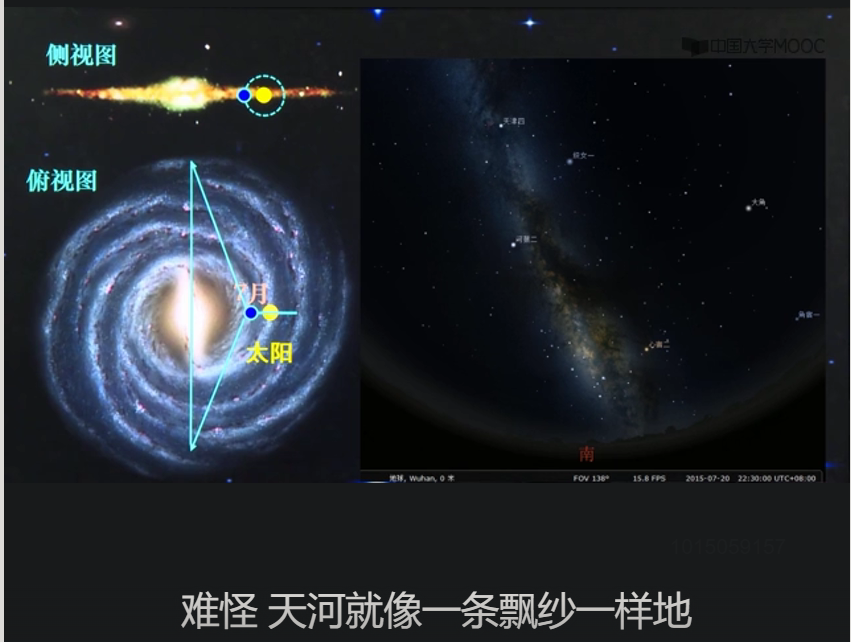 侧视图
中国大学MOOC
俯视图
天津四
织女一
大角
河鼓二
7月
角宿一
太阳
心宿二
南
地球, Wuhan, 0 米 FOV 138° 15.8 FPS 2015-07-20 22:30:00 UTC+08:00
1015059157
难怪 天河就像一条飘纱一样地